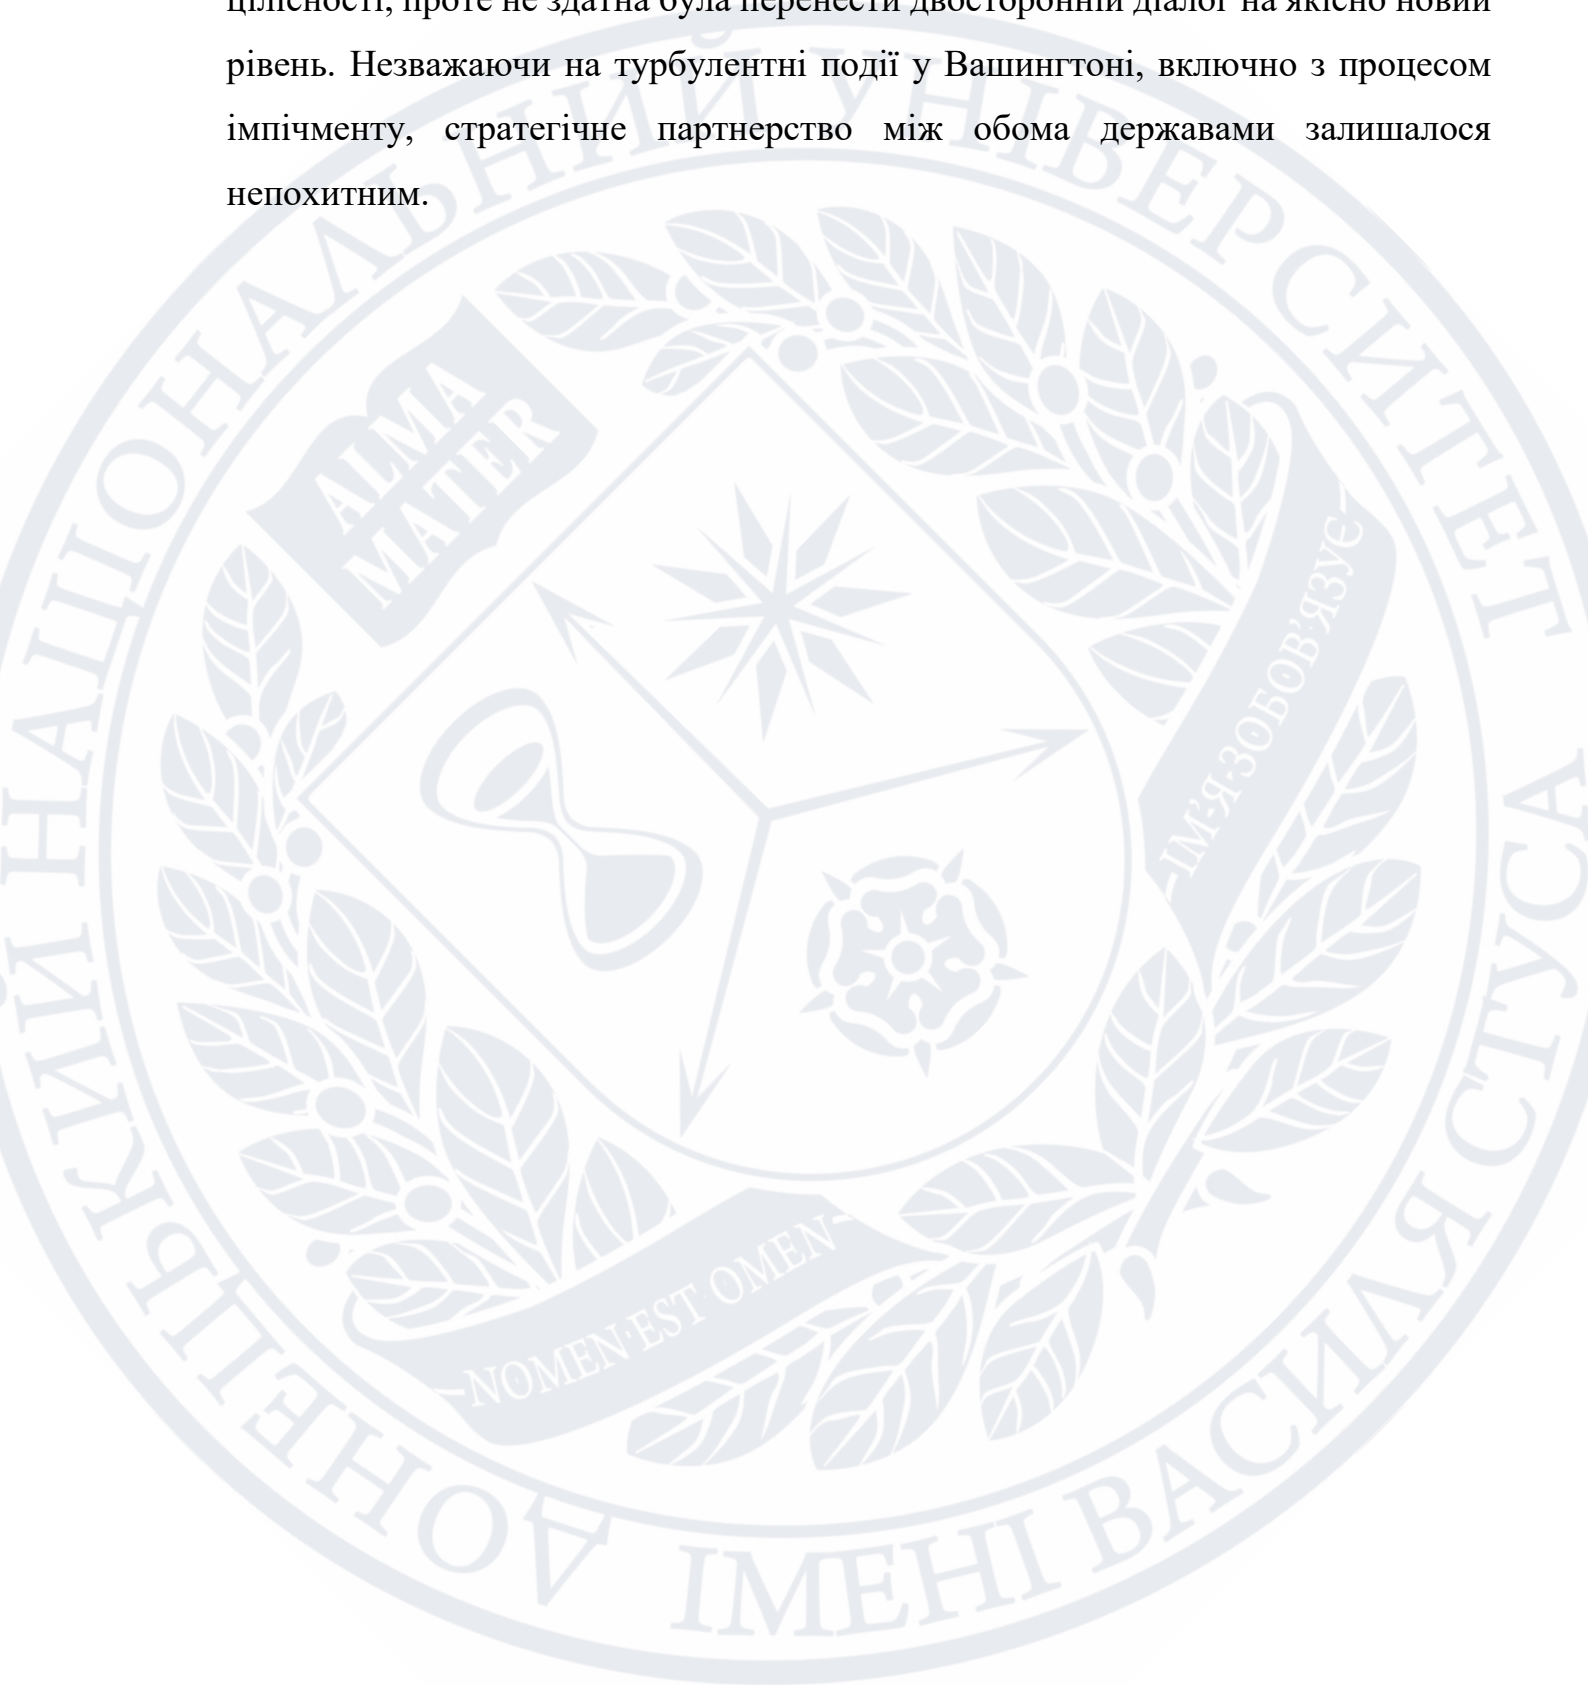 цілісності, проте не здатна була перенести двосторонній діалог на якісно новий
рівень. Незважаючи на турбулентні події у Вашингтоні, включно з процесом
імпічменту, стратегічне партнерство між обома державами залишалося
непохитним.
ДОНЕЦЬКИЙ НАЦІОНАЛЬНИЙ УНІВЕРСИТЕТ
ІМЕНІ ВАСИЛЯ СТУСА
ALMA
MATER
ІМ'Я·ЗОБОВ'ЯЗУЄ
NOMEN·EST·OMEN